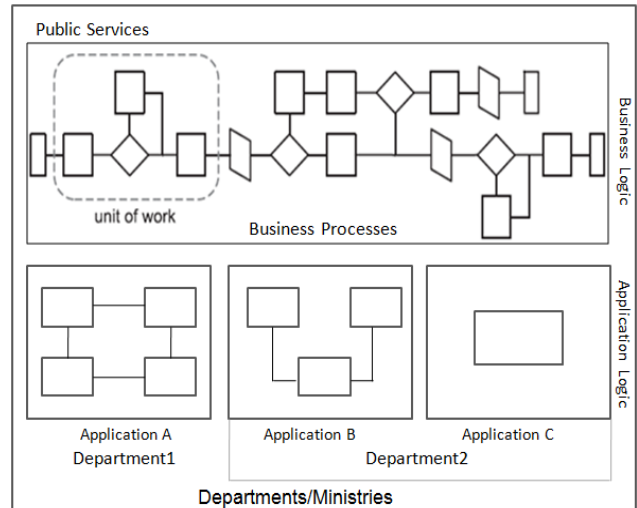 Public Services
Business Logic
unit of work
Business Processes
Application Logic
Application A
Application B
Application C
Department1
Department2
Departments/Ministries